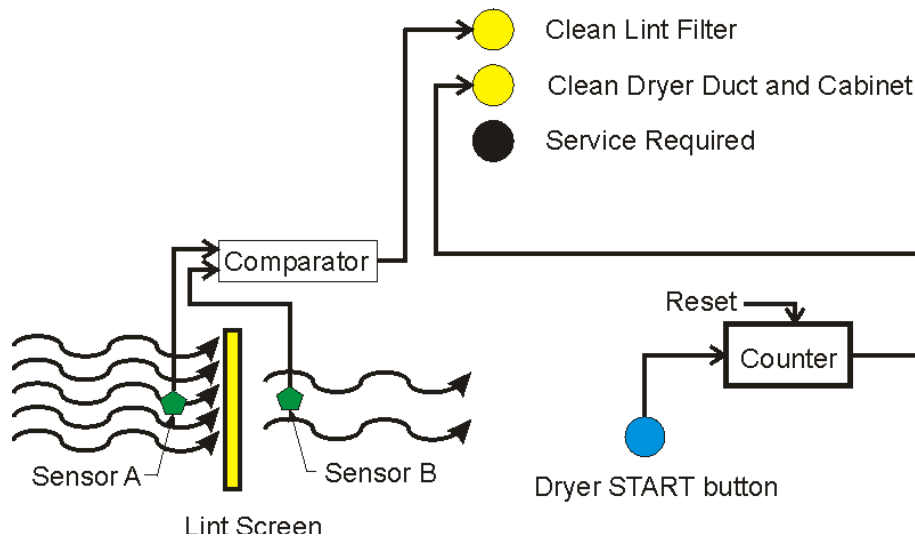 Clean Lint Filter
Clean Dryer Duct and Cabinet
Service Required
Comparator
Reset
Counter
Sensor A
Sensor B
Dryer START button
Lint Screen